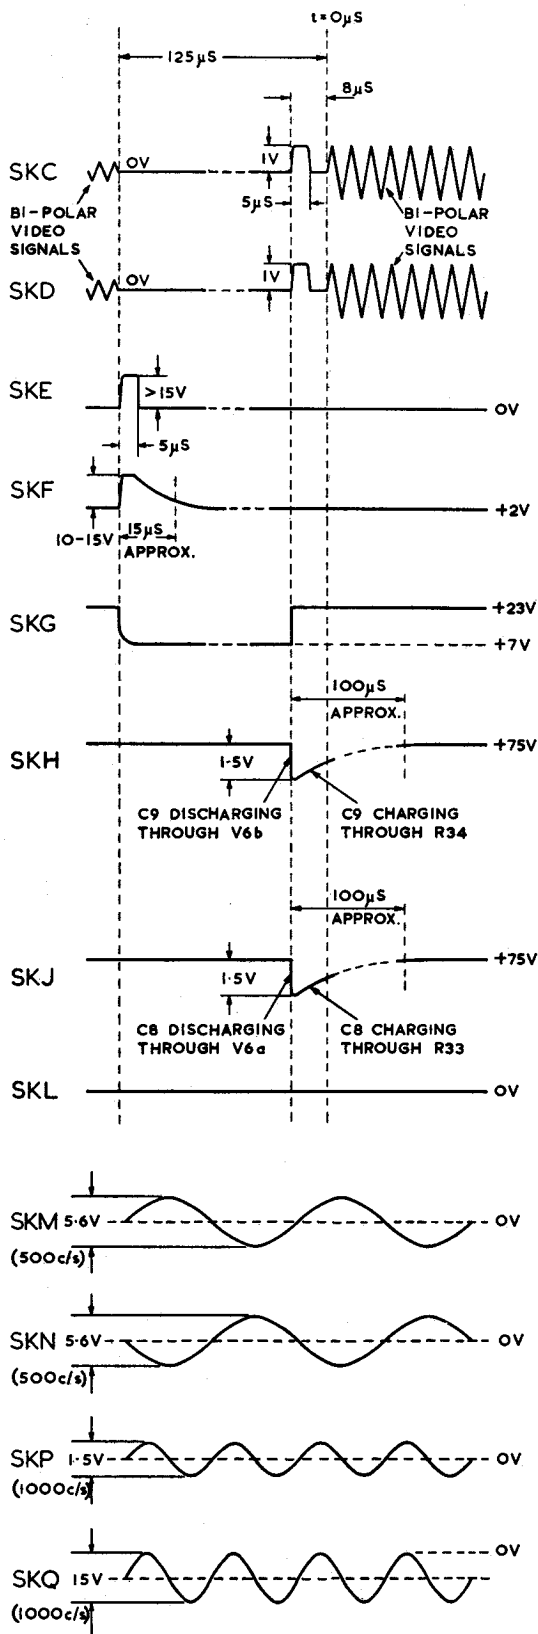 t=0µS
125µS
8µS
SKC
0V
1V
5µS
BI-POLAR
VIDEO
SIGNALS
BI-POLAR
VIDEO
SIGNALS
SKD
0V
1V
SKE
>15V
0V
5µS
SKF
10-15V
15µS
APPROX.
+2V
SKG
+23V
+7V
100µS
APPROX.
SKH
1·5V
+75V
C9 DISCHARGING
THROUGH V6b
C9 CHARGING
THROUGH R34
100µS
APPROX.
SKJ
1·5V
+75V
C8 DISCHARGING
THROUGH V6a
C8 CHARGING
THROUGH R33
SKL
0V
SKM 5·6V
0V
(500c/s)
SKN 5·6V
0V
(500c/s)
SKP 1·5V
0V
(1000c/s)
0V
SKQ 15V
(1000c/s)